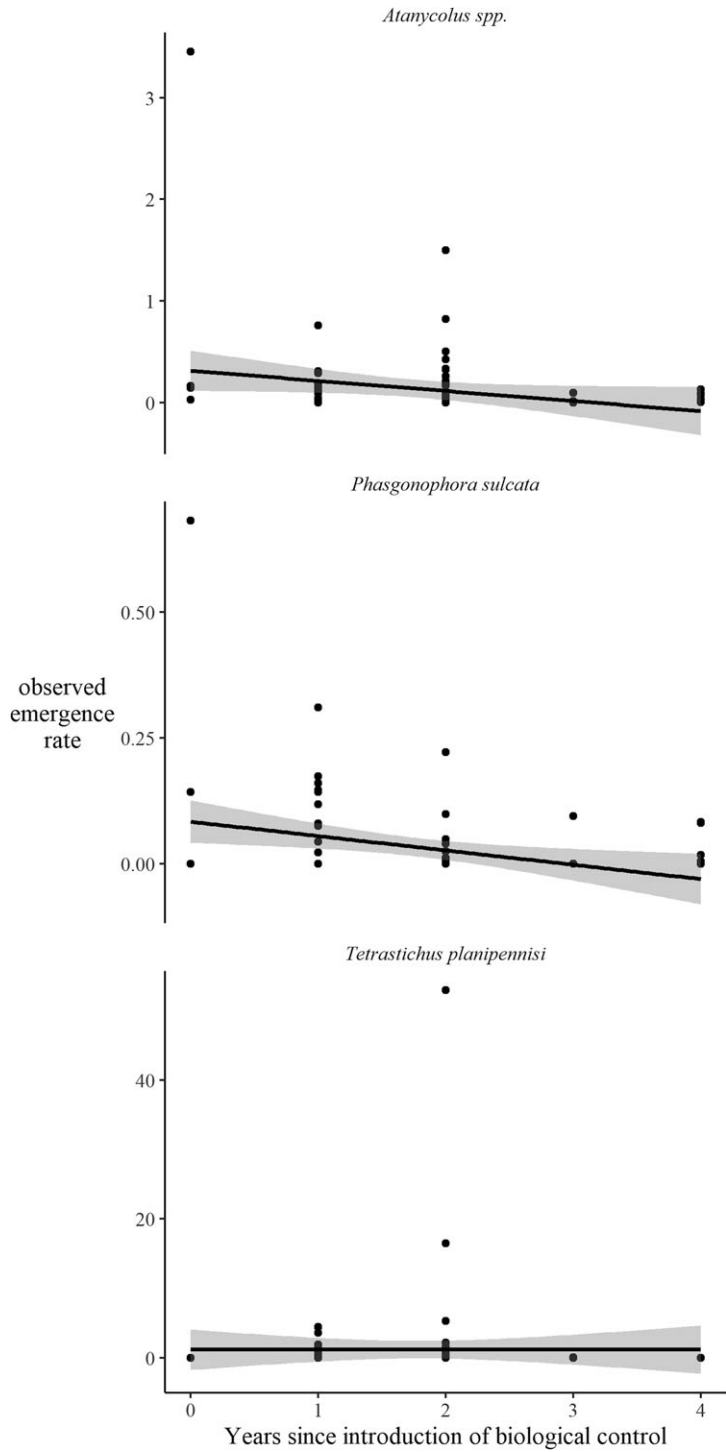 Atanycolus spp.
3
2
1
0
Phasgonophora sulcata
0.50
0.25
0.00
observed
emergence
rate
Tetrastichus planipennisi
40
20
0
0 1 2 3 4
Years since introduction of biological control